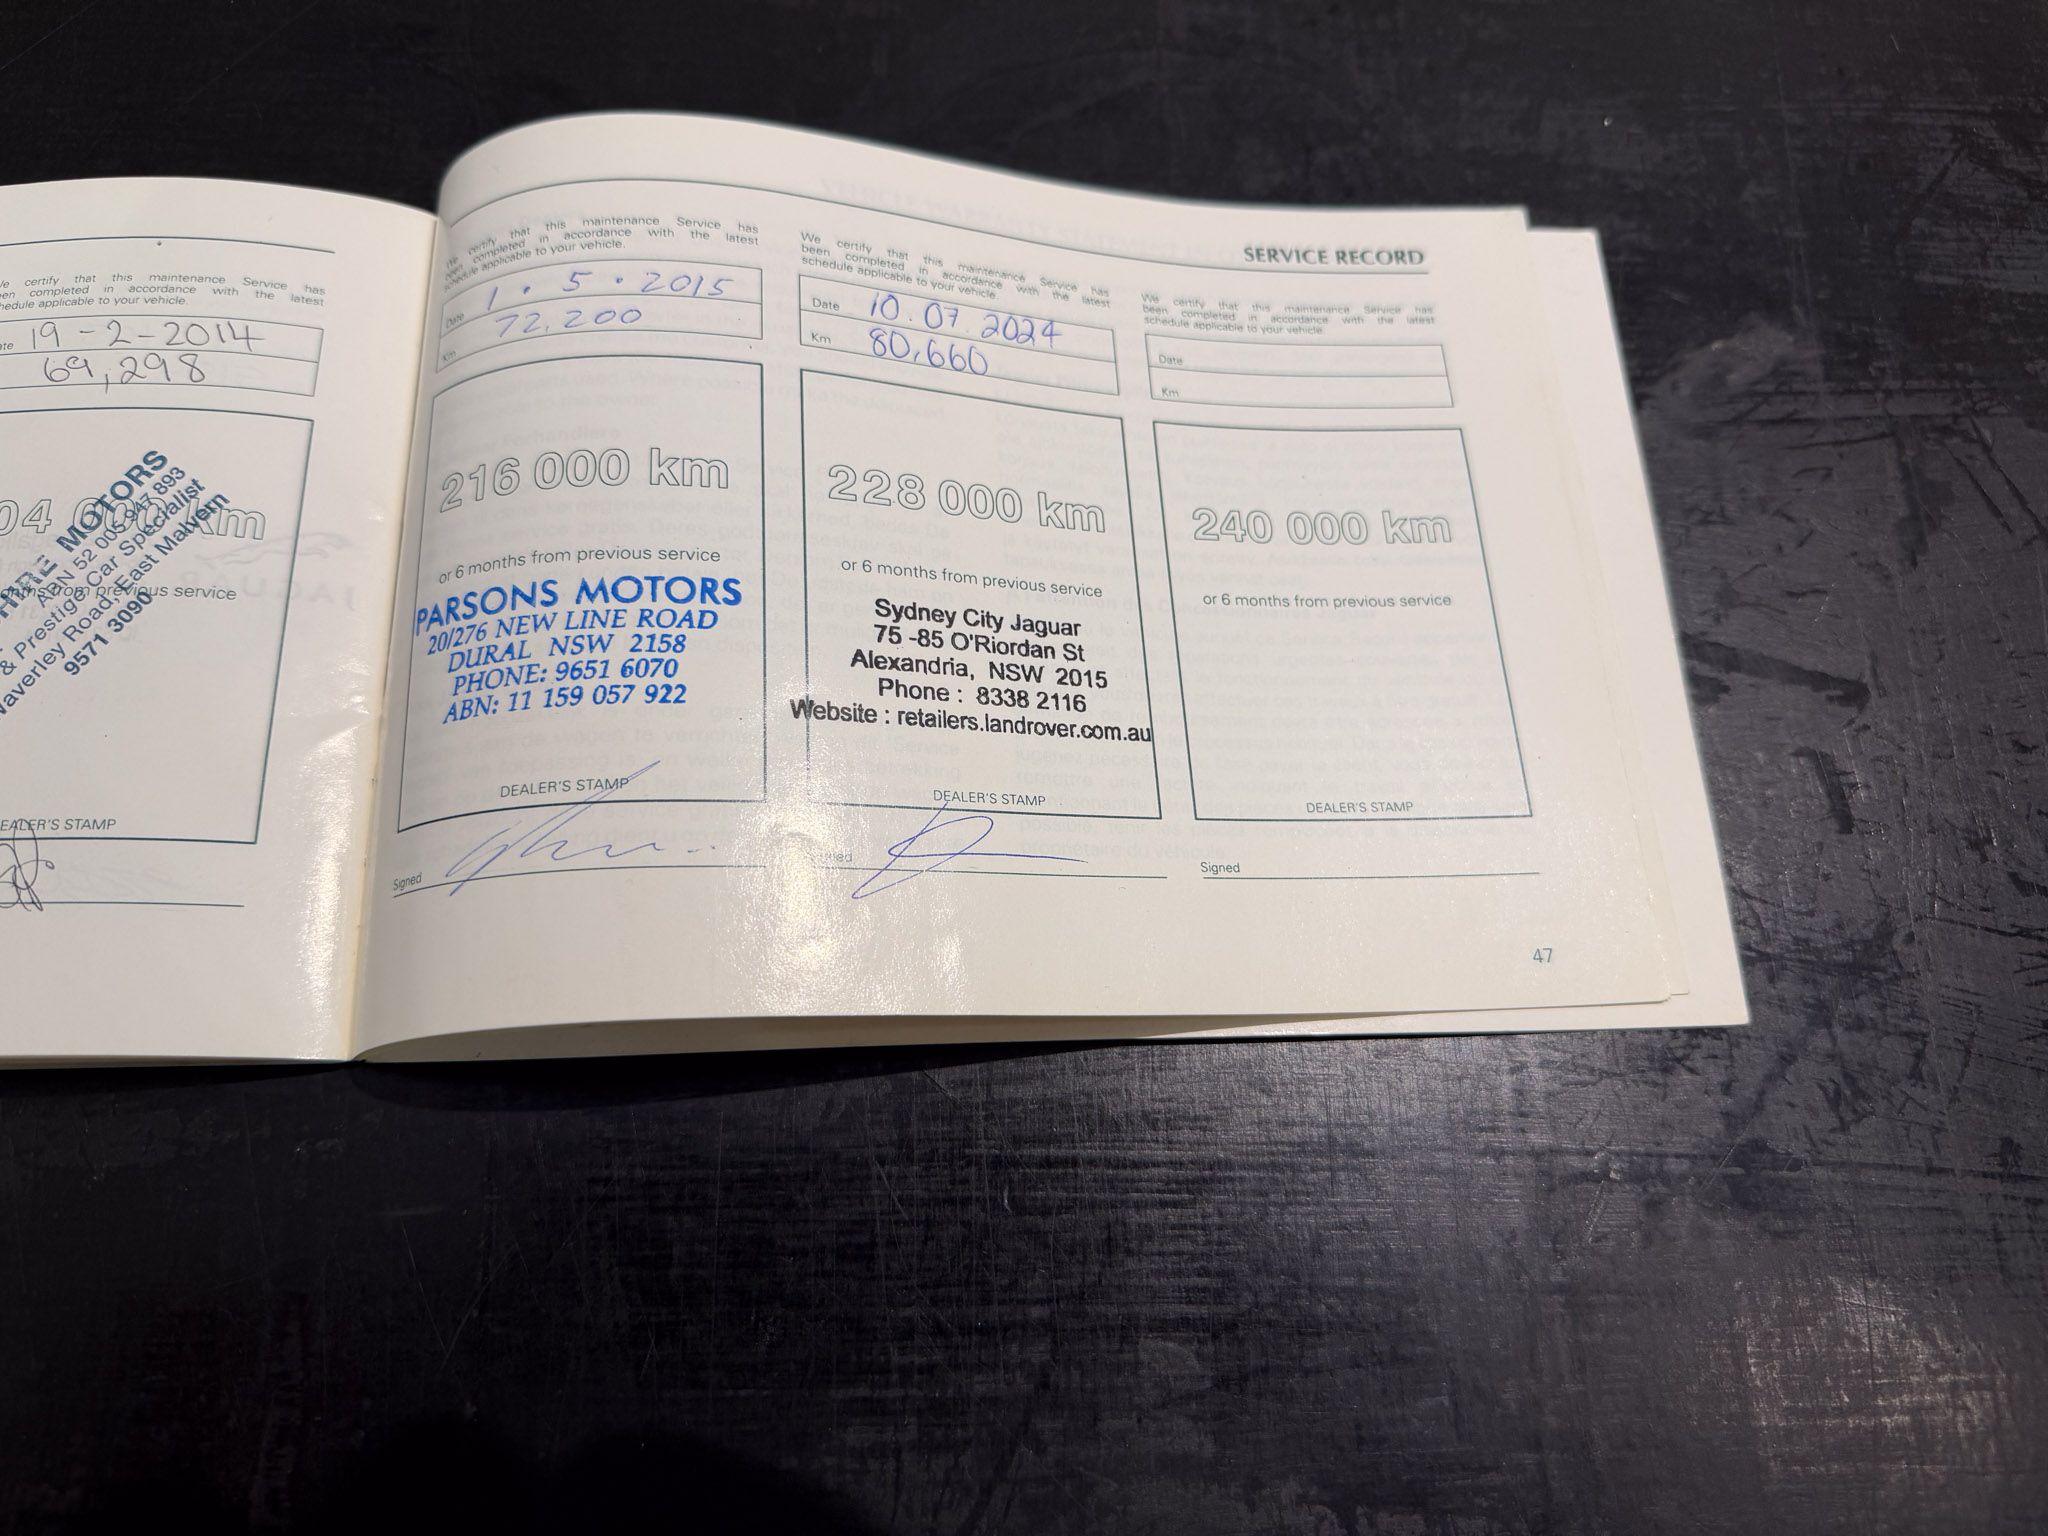 We certify that this maintenance Service has
been completed in accordance with the latest
schedule applicable to your vehicle.
19-2-2014
69,298
04 000 km
MOTORS
ABN 52 005 947 893
& Prestige Car Specialist
Waverley Road, East Malvern
9571 3090
months from previous service
DEALER'S STAMP
SERVICE RECORD
We certify that this maintenance Service has
been completed in accordance with the latest
schedule applicable to your vehicle.
Date 1.5.2015
Km 72,200
216 000 km
or 6 months from previous service
PARSONS MOTORS
20/276 NEW LINE ROAD
DURAL NSW 2158
PHONE: 9651 6070
ABN: 11 159 057 922
DEALER'S STAMP
Signed
We certify that this maintenance Service has
been completed in accordance with the latest
schedule applicable to your vehicle.
Date 10.07.2024
Km 80,660
228 000 km
or 6 months from previous service
Sydney City Jaguar
75 -85 O'Riordan St
Alexandria, NSW 2015
Phone : 8338 2116
Website : retailers.landrover.com.au
DEALER'S STAMP
Signed
We certify that this maintenance Service has
been completed in accordance with the latest
schedule applicable to your vehicle.
Date
Km
240 000 km
or 6 months from previous service
DEALER'S STAMP
Signed
47